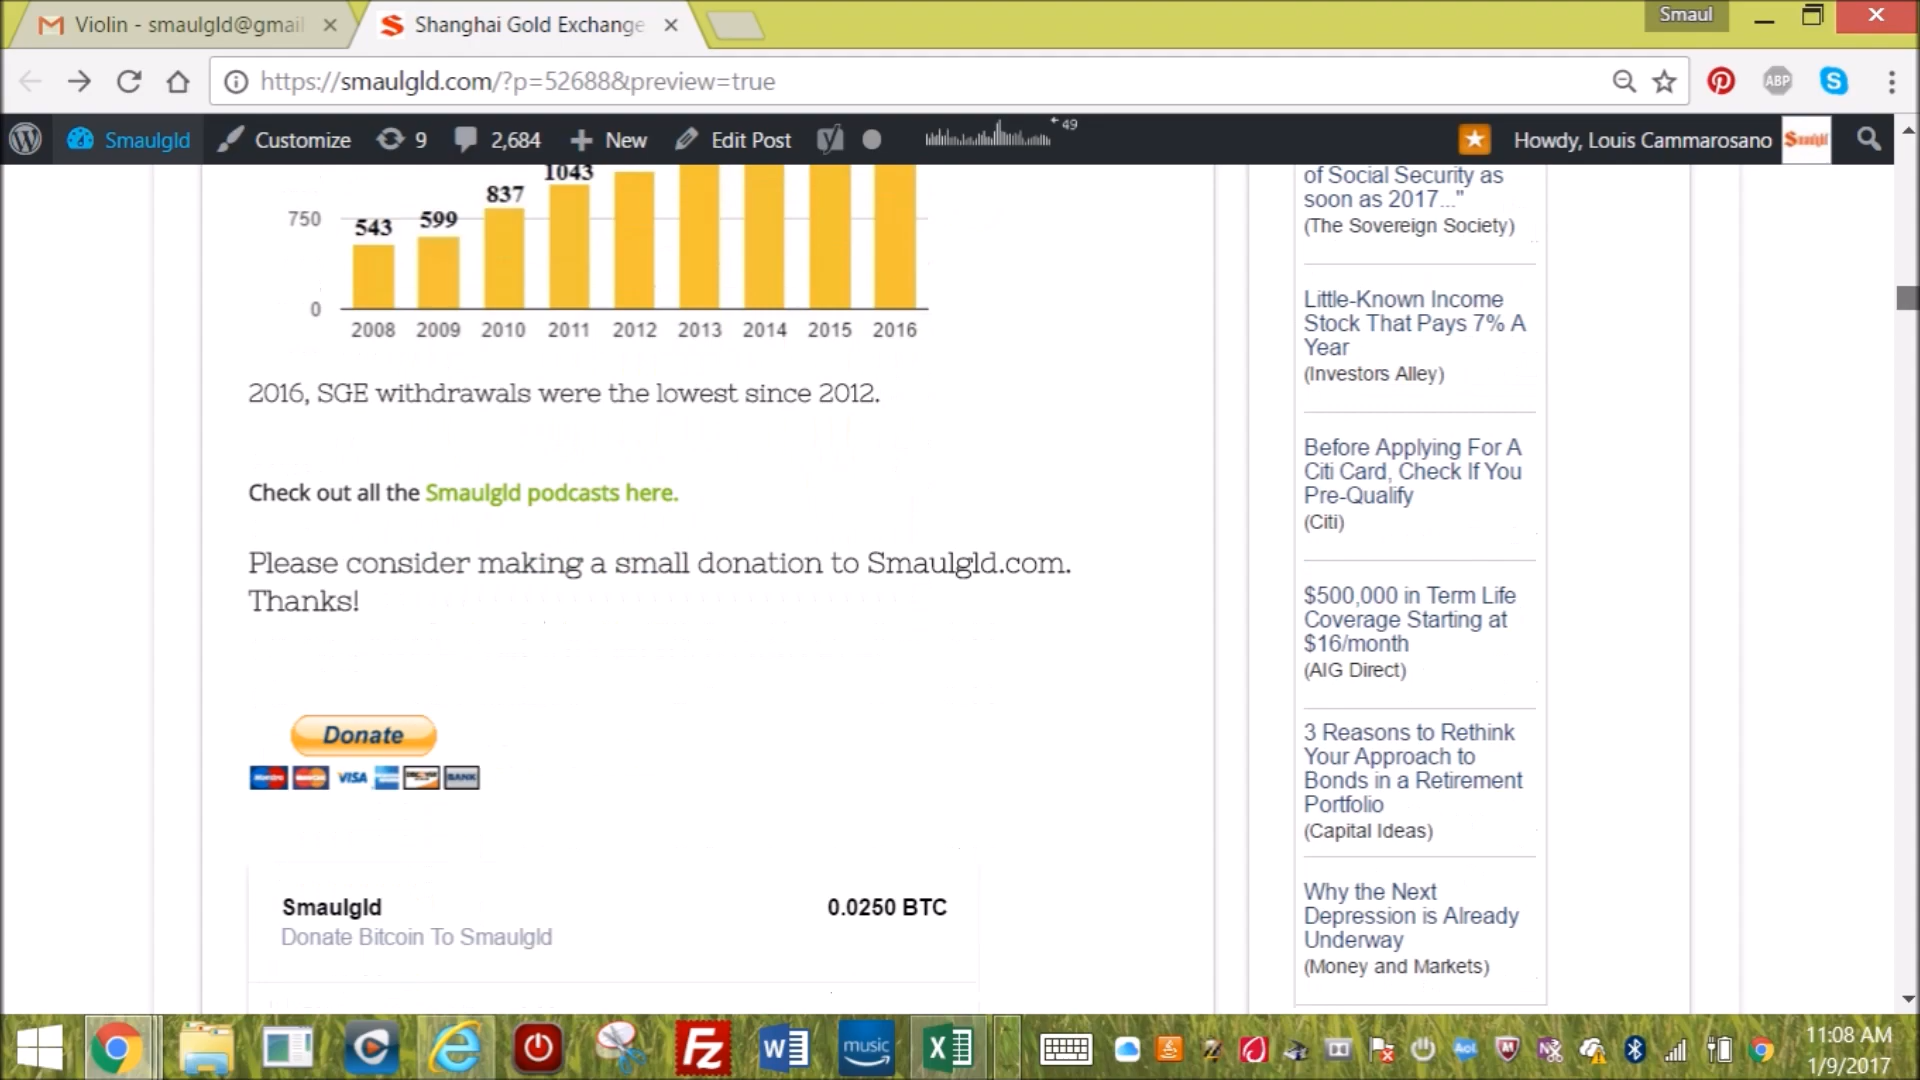 Violin - smaulgld@gmail
Shanghai Gold Exchange
Smaul
https://smaulgld.com/?p=52688&preview=true
ABP
Smaulgld
Customize
9
2,684
New
Edit Post
49
Howdy, Louis Cammarosano
750
0
543
599
837
1043
2008 2009 2010 2011 2012 2013 2014 2015 2016
2016, SGE withdrawals were the lowest since 2012.
Check out all the Smaulgld podcasts here.
Please consider making a small donation to Smaulgld.com.
Thanks!
Donate
VISA
BANK
Smaulgld
0.0250 BTC
Donate Bitcoin To Smaulgld
of Social Security as
soon as 2017..."
(The Sovereign Society)
Little-Known Income
Stock That Pays 7% A
Year
(Investors Alley)
Before Applying For A
Citi Card, Check If You
Pre-Qualify
(Citi)
$500,000 in Term Life
Coverage Starting at
$16/month
(AIG Direct)
3 Reasons to Rethink
Your Approach to
Bonds in a Retirement
Portfolio
(Capital Ideas)
Why the Next
Depression is Already
Underway
(Money and Markets)
music
Aol
11:08 AM
1/9/2017